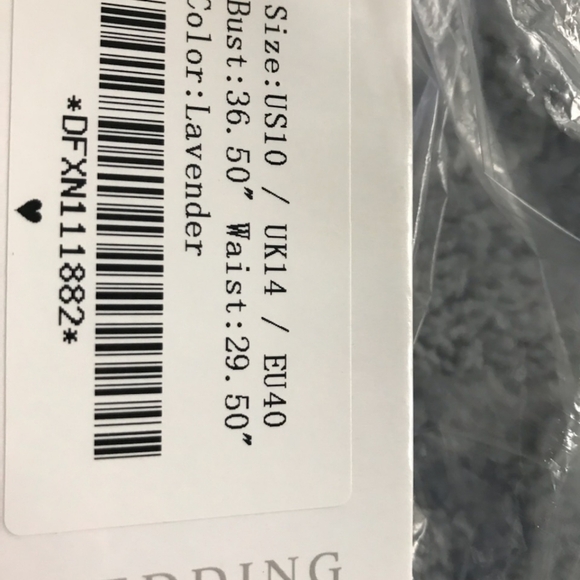 Size:US10 / UK14 / EU40
Bust:36.50" Waist:29.50"
Color:Lavender
*DFXN111882*